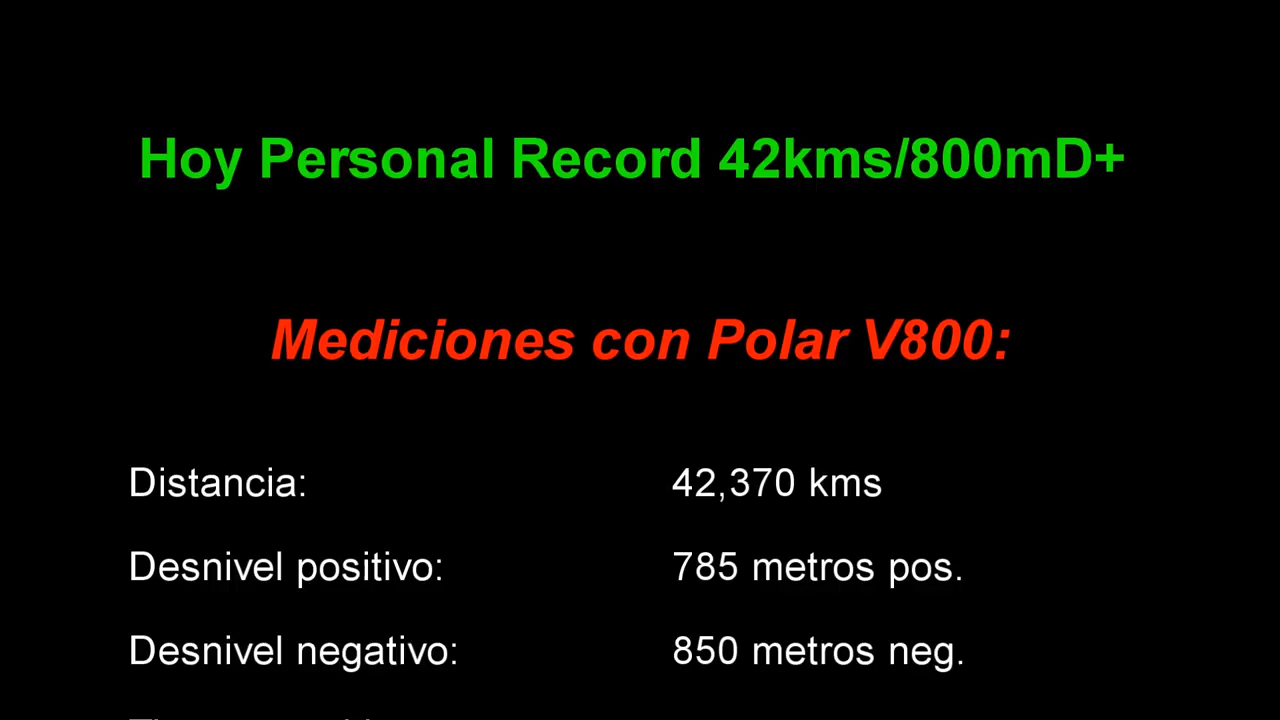 Hoy Personal Record 42kms/800mD+
Mediciones con Polar V800:
Distancia: 42,370 kms
Desnivel positivo: 785 metros pos.
Desnivel negativo: 850 metros neg.